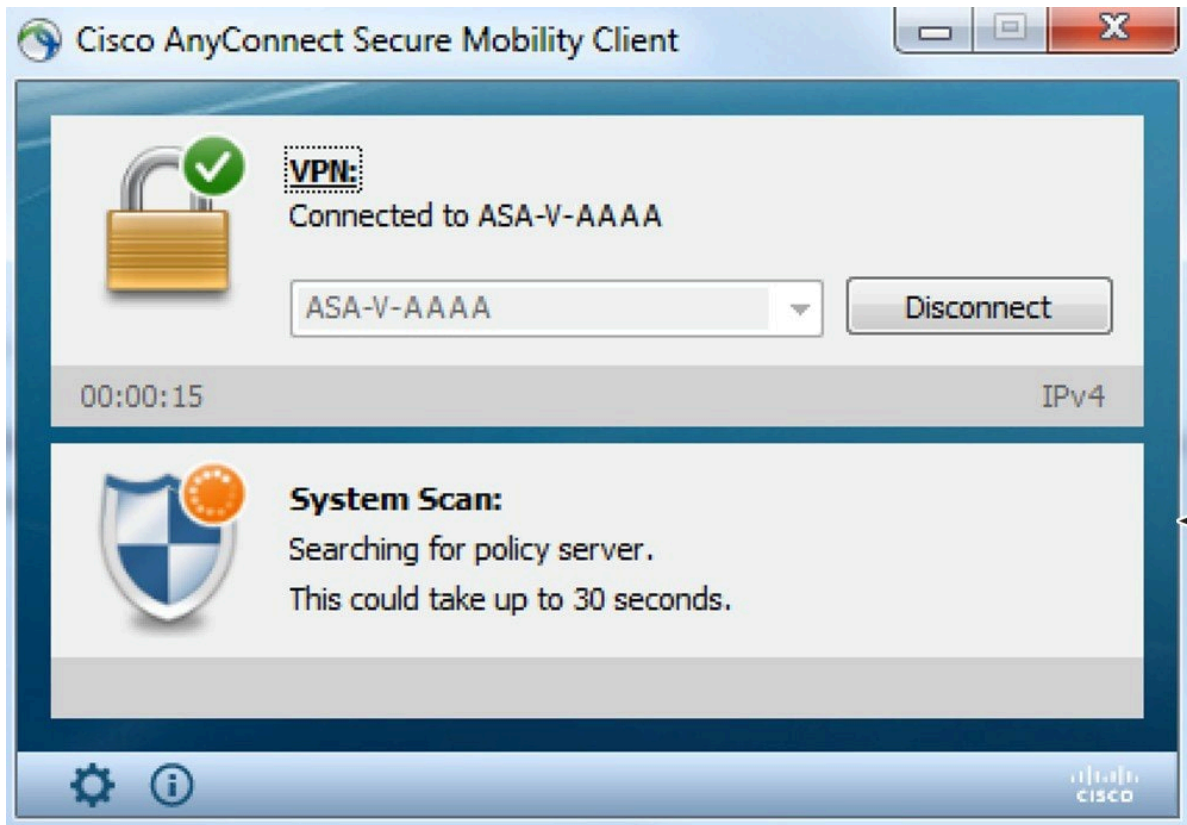 Cisco AnyConnect Secure Mobility Client
VPN:
Connected to ASA-V-AAAA
ASA-V-AAAA
Disconnect
00:00:15
IPv4
System Scan:
Searching for policy server.
This could take up to 30 seconds.
CISCO